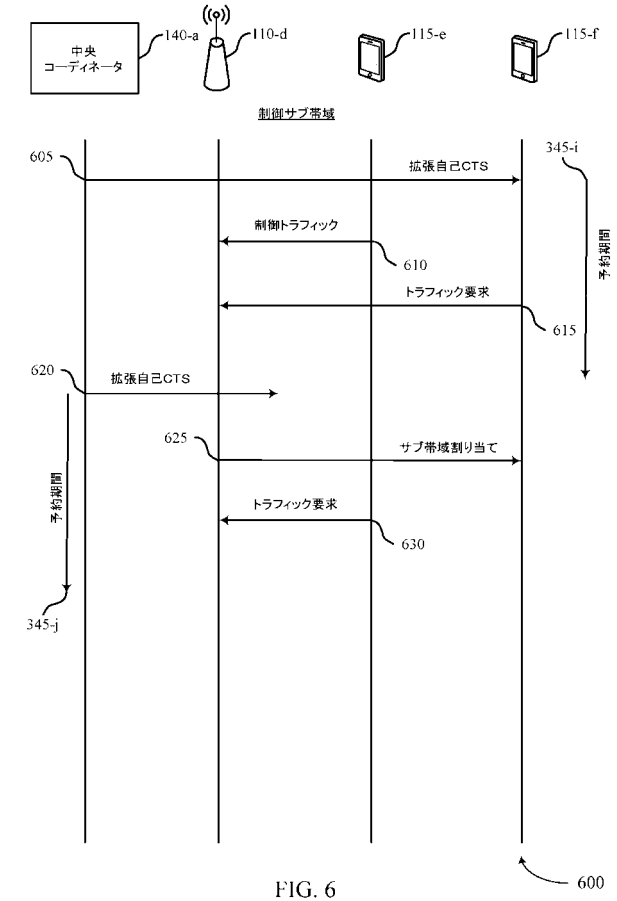 中央
コーディネータ
140-a
110-d
115-e
115-f
制御サブ帯域
605
拡張自己CTS
345-i
制御トラフィック
610
予約期間
トラフィック要求
615
620
拡張自己CTS
625
サブ帯域割り当て
予約期間
トラフィック要求
630
345-j
600
FIG. 6